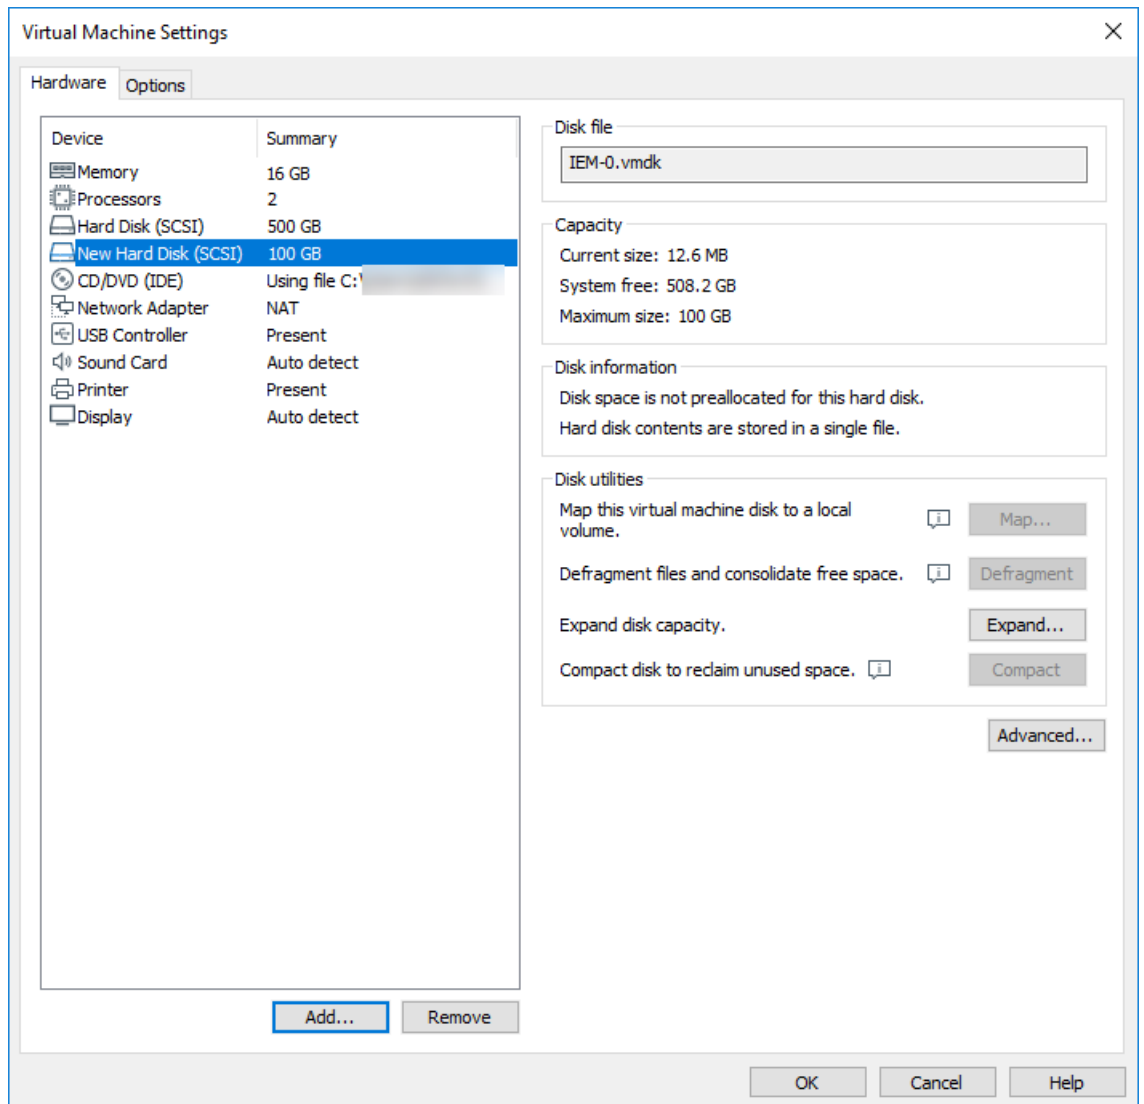 Virtual Machine Settings
Hardware Options
Device Summary
Memory 16 GB
Processors 2
Hard Disk (SCSI) 500 GB
New Hard Disk (SCSI) 100 GB
CD/DVD (IDE) Using file C:\
Network Adapter NAT
USB Controller Present
Sound Card Auto detect
Printer Present
Display Auto detect
Add... Remove
Disk file
IEM-0.vmdk
Capacity
Current size: 12.6 MB
System free: 508.2 GB
Maximum size: 100 GB
Disk information
Disk space is not preallocated for this hard disk.
Hard disk contents are stored in a single file.
Disk utilities
Map this virtual machine disk to a local
volume.
Map...
Defragment files and consolidate free space. Defragment
Expand disk capacity. Expand...
Compact disk to reclaim unused space. Compact
Advanced...
OK Cancel Help